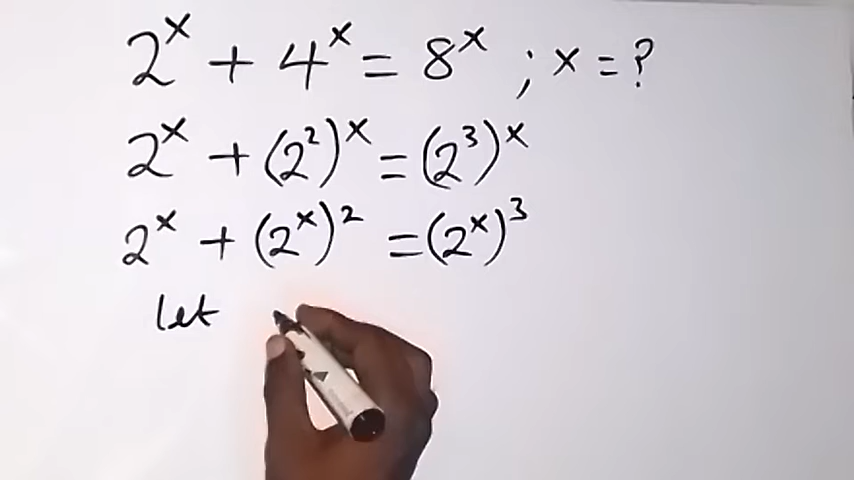 2^x + 4^x = 8^x ; x = ?
2^x + (2^2)^x = (2^3)^x
2^x + (2^x)^2 = (2^x)^3
let